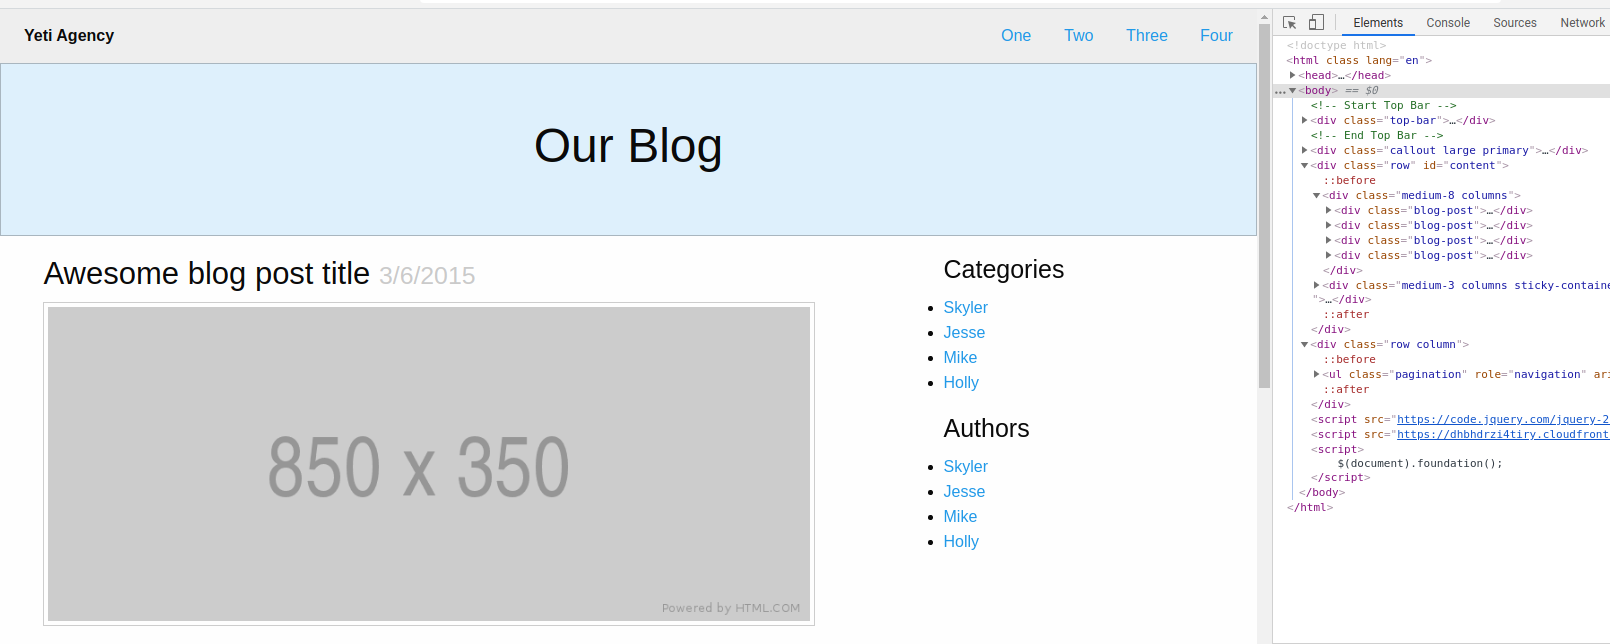 Yeti Agency
One Two Three Four
Our Blog
Awesome blog post title 3/6/2015
850 x 350
Powered by HTML.COM
Categories
Skyler
Jesse
Mike
Holly
Authors
Skyler
Jesse
Mike
Holly
Elements Console Sources Network
<!doctype html>
<html class lang="en">
<head>…</head>
<body> == $0
<!-- Start Top Bar -->
<div class="top-bar">…</div>
<!-- End Top Bar -->
<div class="callout large primary">…</div>
<div class="row" id="content">
::before
<div class="medium-8 columns">
<div class="blog-post">…</div>
<div class="blog-post">…</div>
<div class="blog-post">…</div>
<div class="blog-post">…</div>
</div>
<div class="medium-3 columns sticky-containe
">…</div>
::after
</div>
<div class="row column">
::before
<ul class="pagination" role="navigation" ari
::after
</div>
<script src="https://code.jquery.com/jquery-2
<script src="https://dhbhdrzi4tiry.cloudfront
<script>
$(document).foundation();
</script>
</body>
</html>